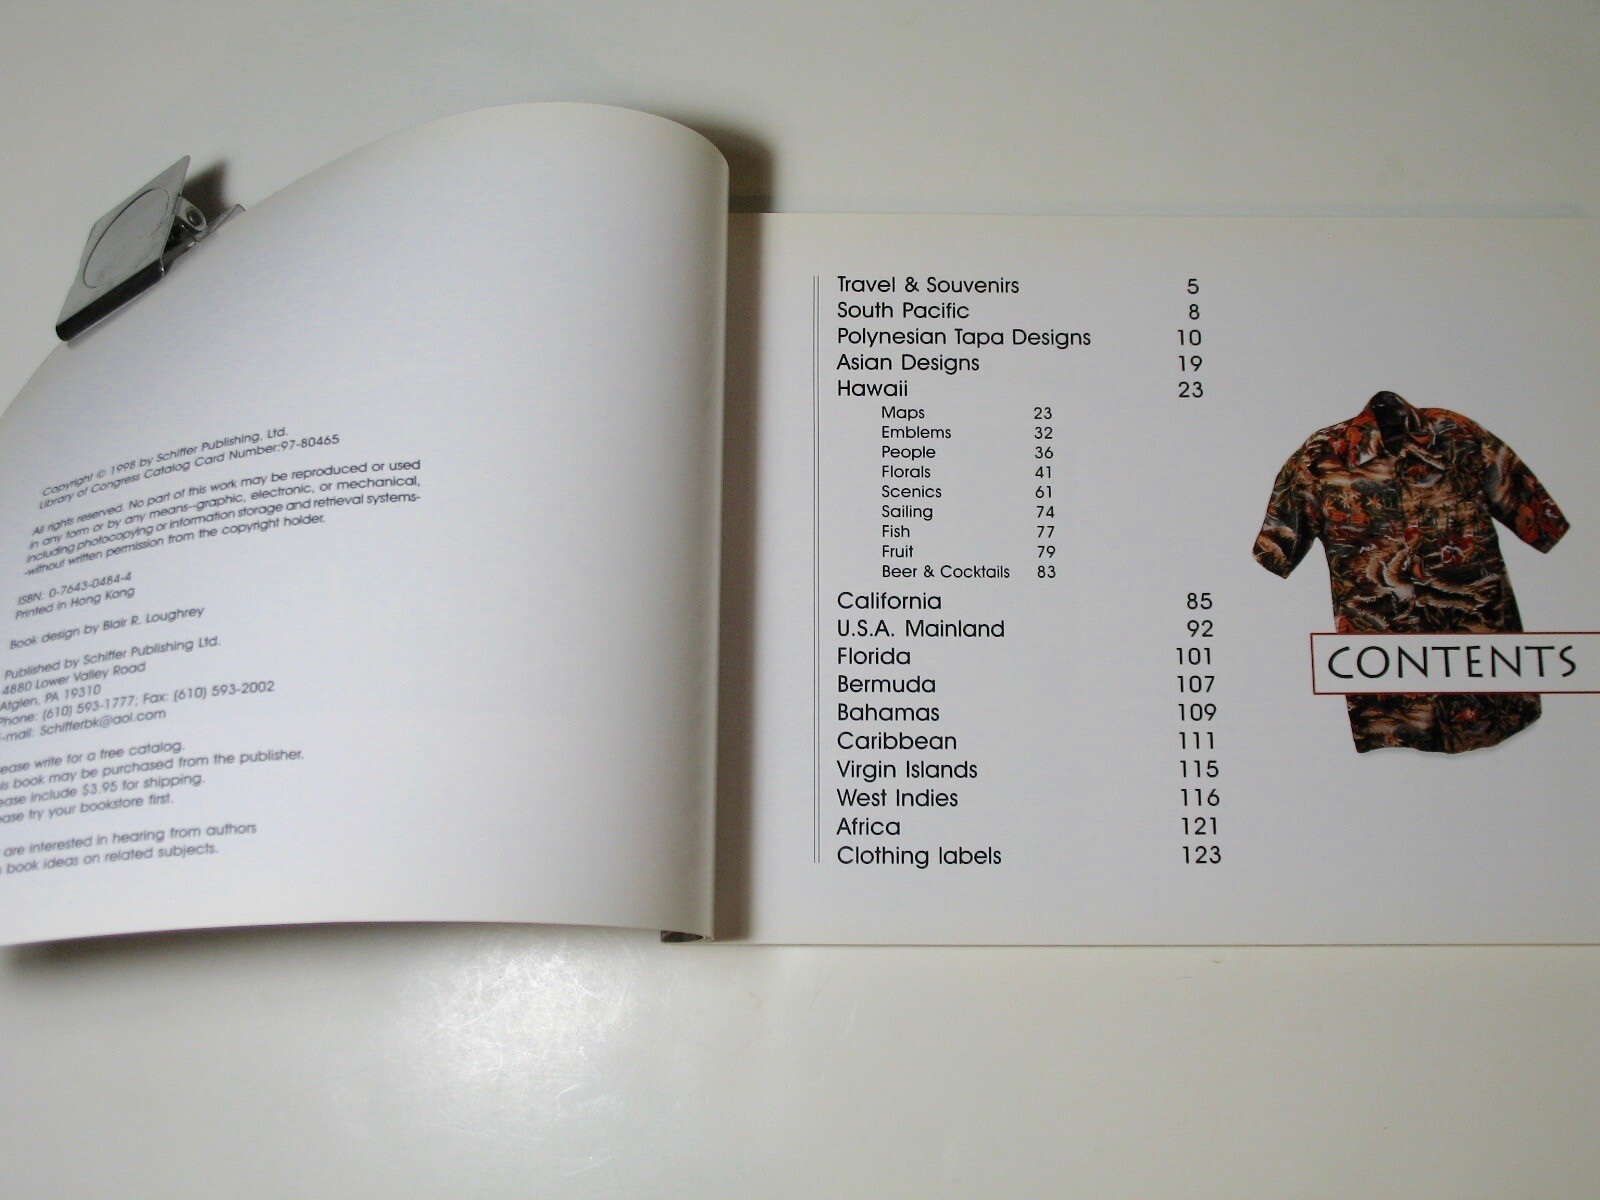 Copyright © 1998 by Schiffer Publishing, Ltd.
Library of Congress Catalog Card Number:97-80465
All rights reserved. No part of this work may be reproduced or used
in any form or by any means--graphic, electronic, or mechanical,
including photocopying or information storage and retrieval systems-
-without written permission from the copyright holder.
ISBN: 0-7643-0484-4
Printed in Hong Kong
Book design by Blair R. Loughrey
Published by Schiffer Publishing Ltd.
4880 Lower Valley Road
Atglen, PA 19310
Phone: (610) 593-1777; Fax: (610) 593-2002
-mail: Schifferbk@aol.com
ease write for a free catalog.
is book may be purchased from the publisher.
ease include $3.95 for shipping.
ease try your bookstore first.
are interested in hearing from authors
book ideas on related subjects.
Travel & Souvenirs 5
South Pacific 8
Polynesian Tapa Designs 10
Asian Designs 19
Hawaii 23
Maps 23
Emblems 32
People 36
Florals 41
Scenics 61
Sailing 74
Fish 77
Fruit 79
Beer & Cocktails 83
California 85
U.S.A. Mainland 92
Florida 101
Bermuda 107
Bahamas 109
Caribbean 111
Virgin Islands 115
West Indies 116
Africa 121
Clothing labels 123
CONTENTS